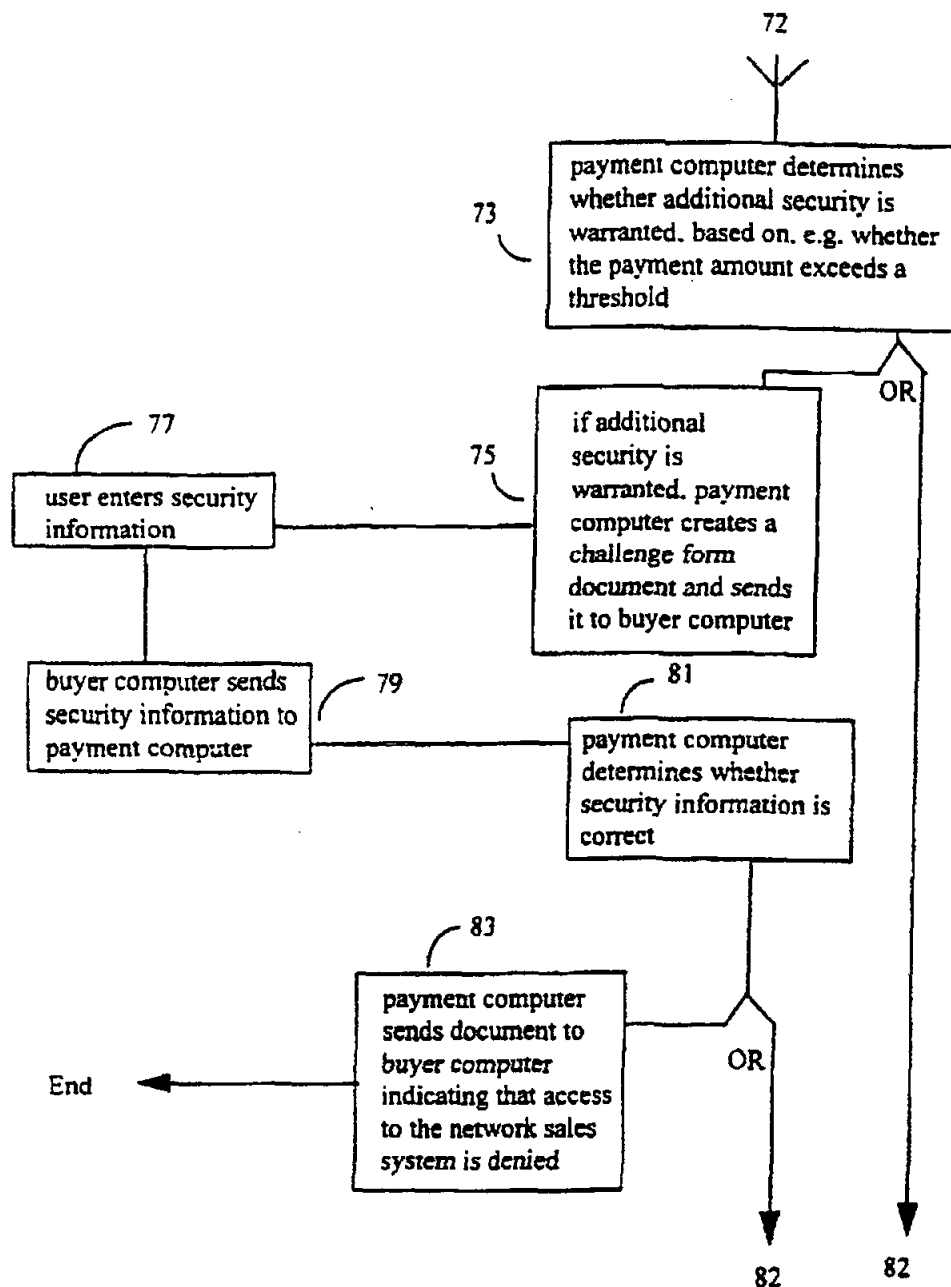 72
73
payment computer determines
whether additional security is
warranted. based on. e.g. whether
the payment amount exceeds a
threshold
OR
75
if additional
security is
warranted. payment
computer creates a
challenge form
document and sends
it to buyer computer
77
user enters security
information
79
buyer computer sends
security information to
payment computer
81
payment computer
determines whether
security information is
correct
83
payment computer
sends document to
buyer computer
indicating that access
to the network sales
system is denied
OR
End
82
82